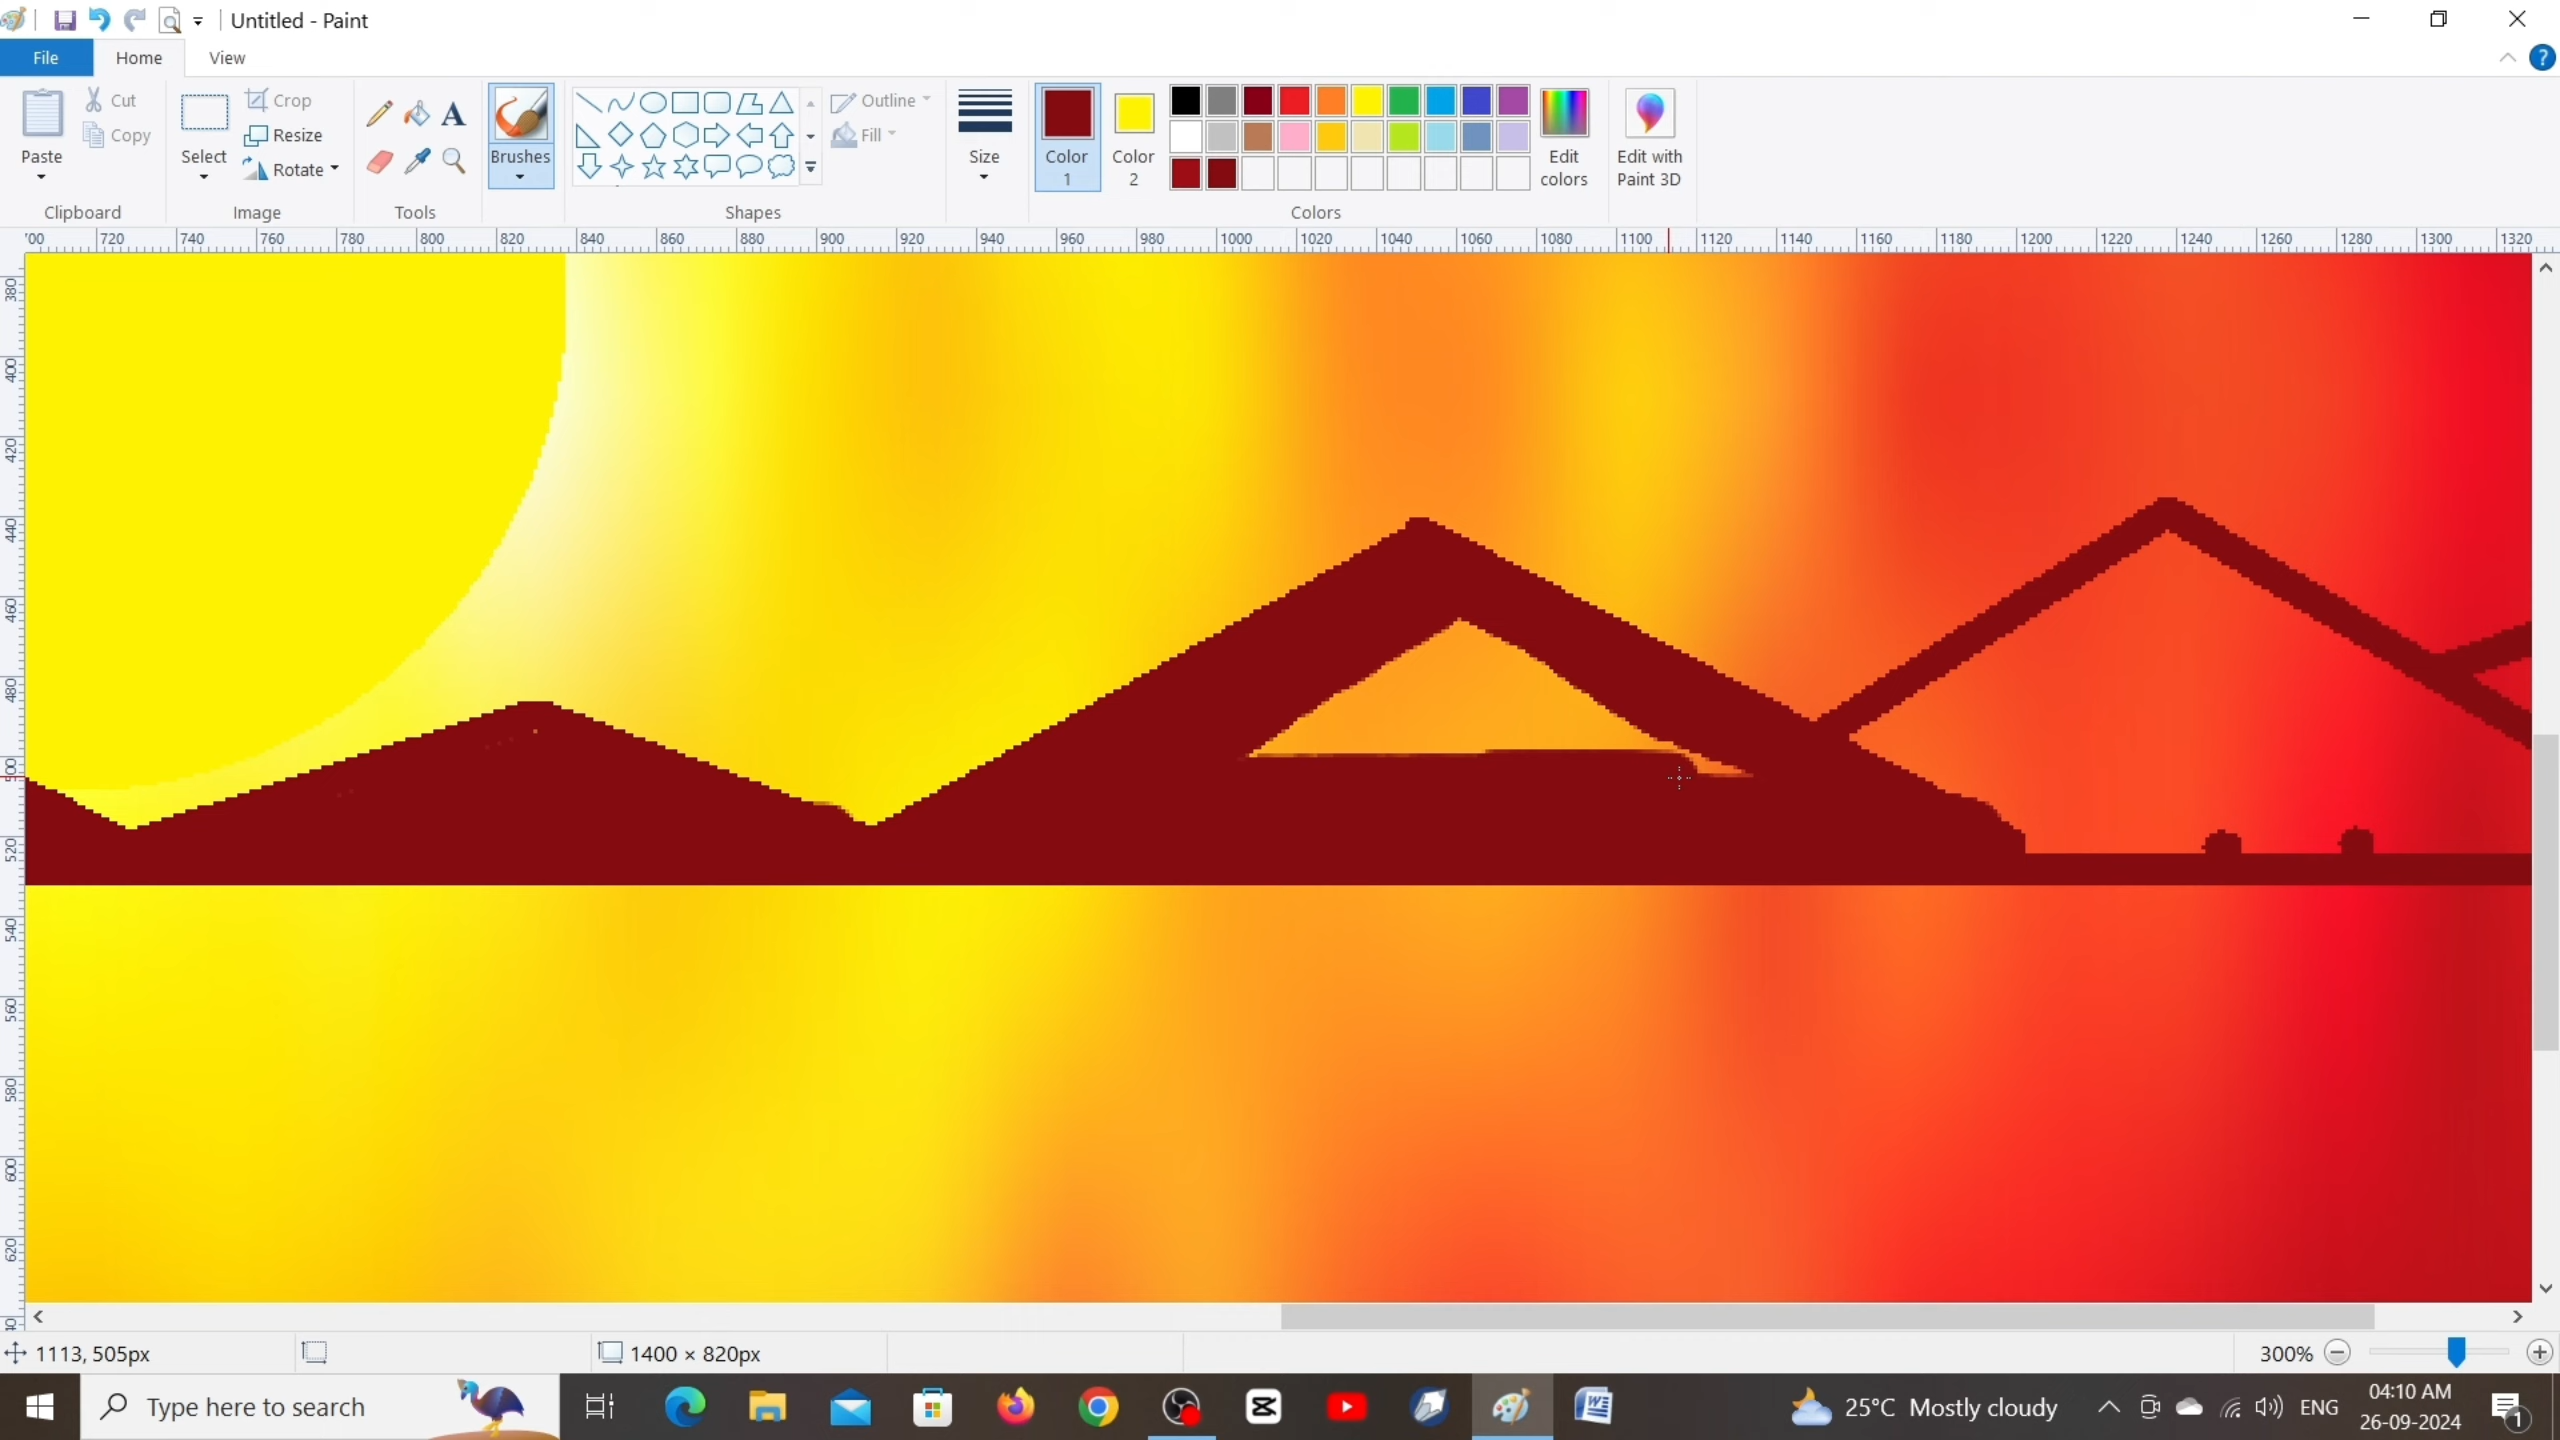 Untitled - Paint
File Home View
Paste Cut Copy
Clipboard
Select Crop Resize Rotate
Image
Tools
Brushes
Shapes
Outline
Fill
Size
Color 1
Color 2
Edit colors
Colors
Edit with Paint 3D
720 740 760 780 800 820 840 860 880 900 920 940 960 980 1000 1020 1040 1060 1080 1100 1120 1140 1160 1180 1200 1220 1240 1260 1280 1300 1320
380
400
420
440
460
480
500
520
540
560
580
600
620
1113, 505px 1400 × 820px 300%
Type here to search 25°C Mostly cloudy ENG 04:10 AM
26-09-2024
1